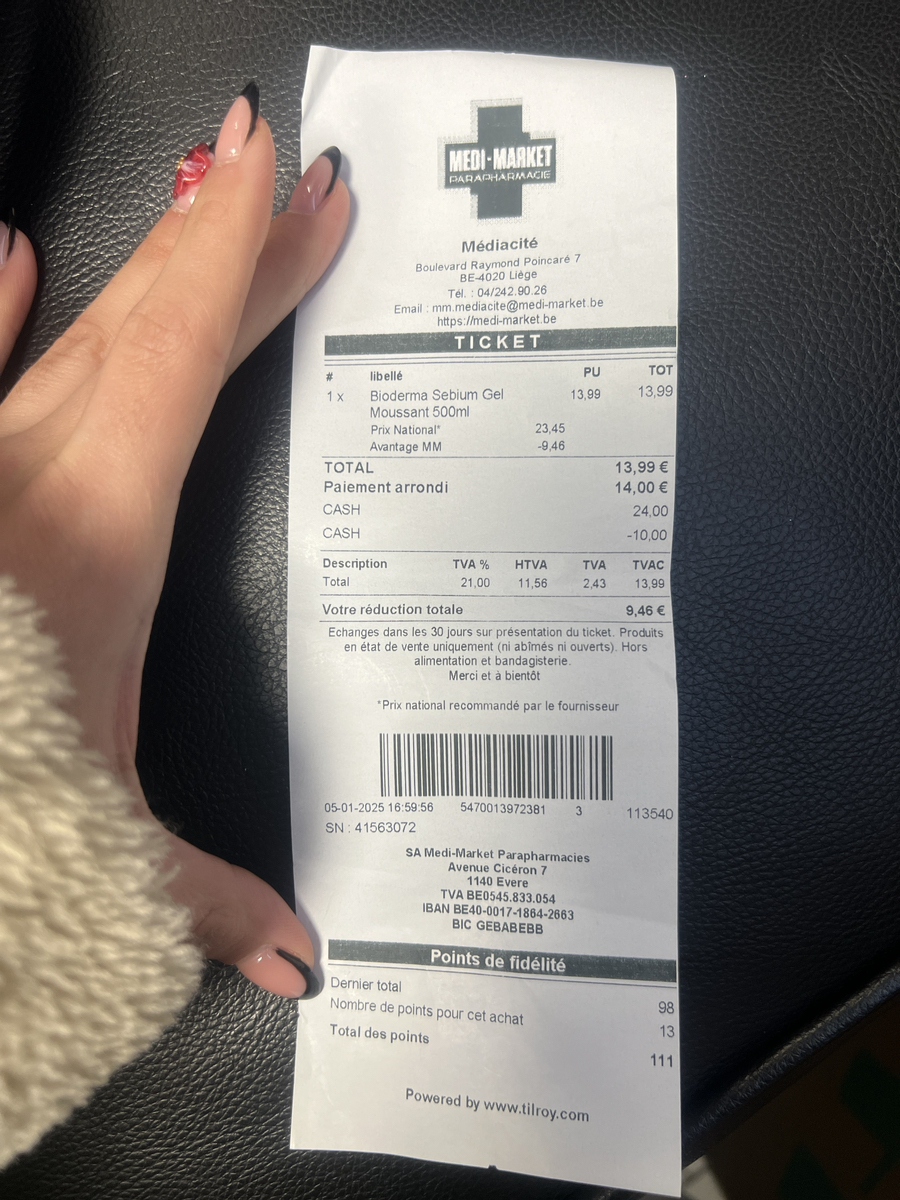 MEDI-MARKET
PARAPHARMACIE
Médiacité
Boulevard Raymond Poincaré 7
BE-4020 Liège
Tél. : 04/242.90.26
Email : mm.mediacite@medi-market.be
https://medi-market.be
TICKET
# libellé PU TOT
1 x Bioderma Sebium Gel 13,99 13,99
Moussant 500ml
Prix National* 23,45
Avantage MM -9,46
TOTAL 13,99 €
Paiement arrondi 14,00 €
CASH 24,00
CASH -10,00
Description TVA % HTVA TVA TVAC
Total 21,00 11,56 2,43 13,99
Votre réduction totale 9,46 €
Echanges dans les 30 jours sur présentation du ticket. Produits
en état de vente uniquement (ni abîmés ni ouverts). Hors
alimentation et bandagisterie.
Merci et à bientôt
*Prix national recommandé par le fournisseur
05-01-2025 16:59:56 5470013972381 3 113540
SN : 41563072
SA Medi-Market Parapharmacies
Avenue Cicéron 7
1140 Evere
TVA BE0545.833.054
IBAN BE40-0017-1864-2663
BIC GEBABEBB
Points de fidélité
Dernier total 98
Nombre de points pour cet achat 13
Total des points 111
Powered by www.tilroy.com